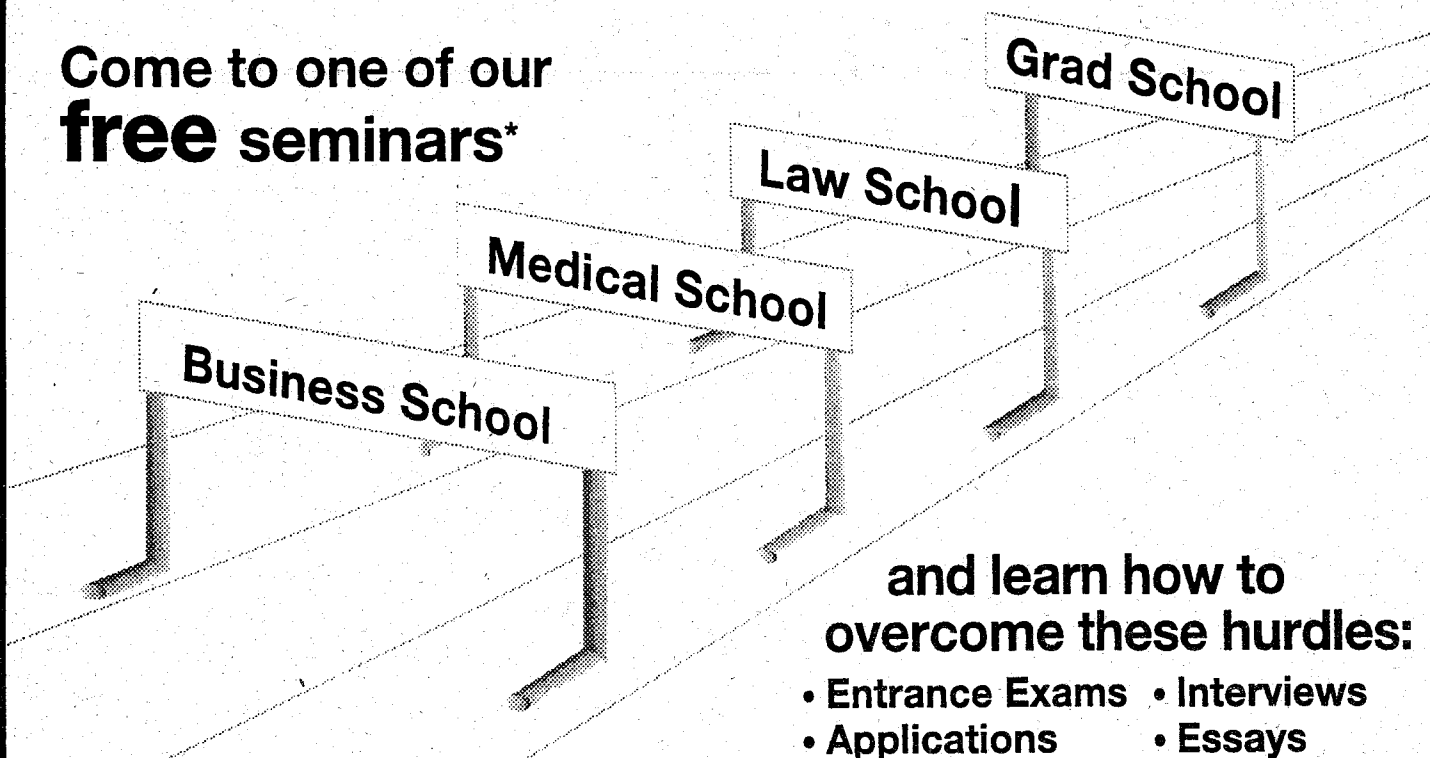 Come to one of our
free seminars*
Grad School
Law School
Medical School
Business School
and learn how to
overcome these hurdles:
• Entrance Exams • Interviews
• Applications • Essays